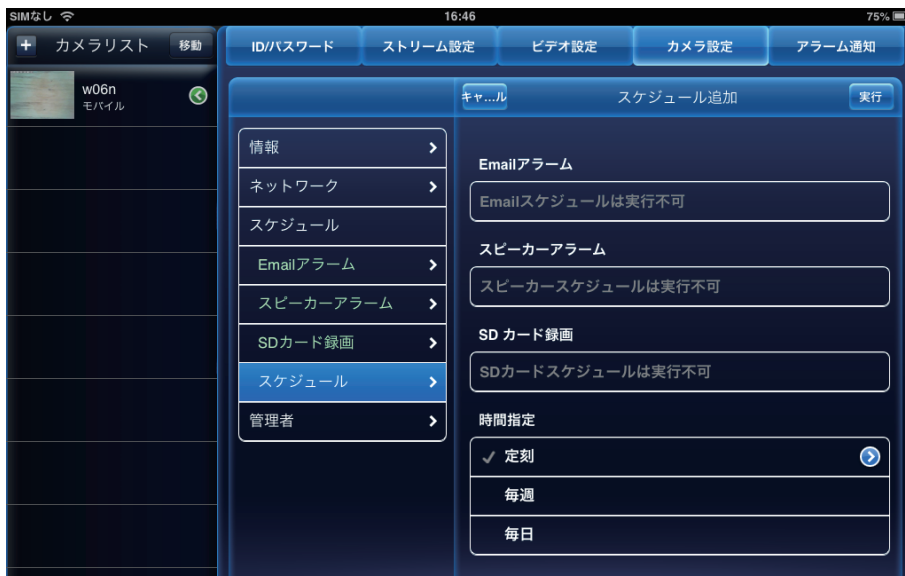 SIMなし 16:46 75%
+ カメラリスト 移動
w06n
モバイル
ID/パスワード ストリーム設定 ビデオ設定 カメラ設定 アラーム通知
キャ...ル スケジュール追加 実行
情報
ネットワーク
スケジュール
Emailアラーム
スピーカーアラーム
SDカード録画
スケジュール
管理者
Emailアラーム
Emailスケジュールは実行不可
スピーカーアラーム
スピーカースケジュールは実行不可
SD カード録画
SDカードスケジュールは実行不可
時間指定
定刻
毎週
毎日